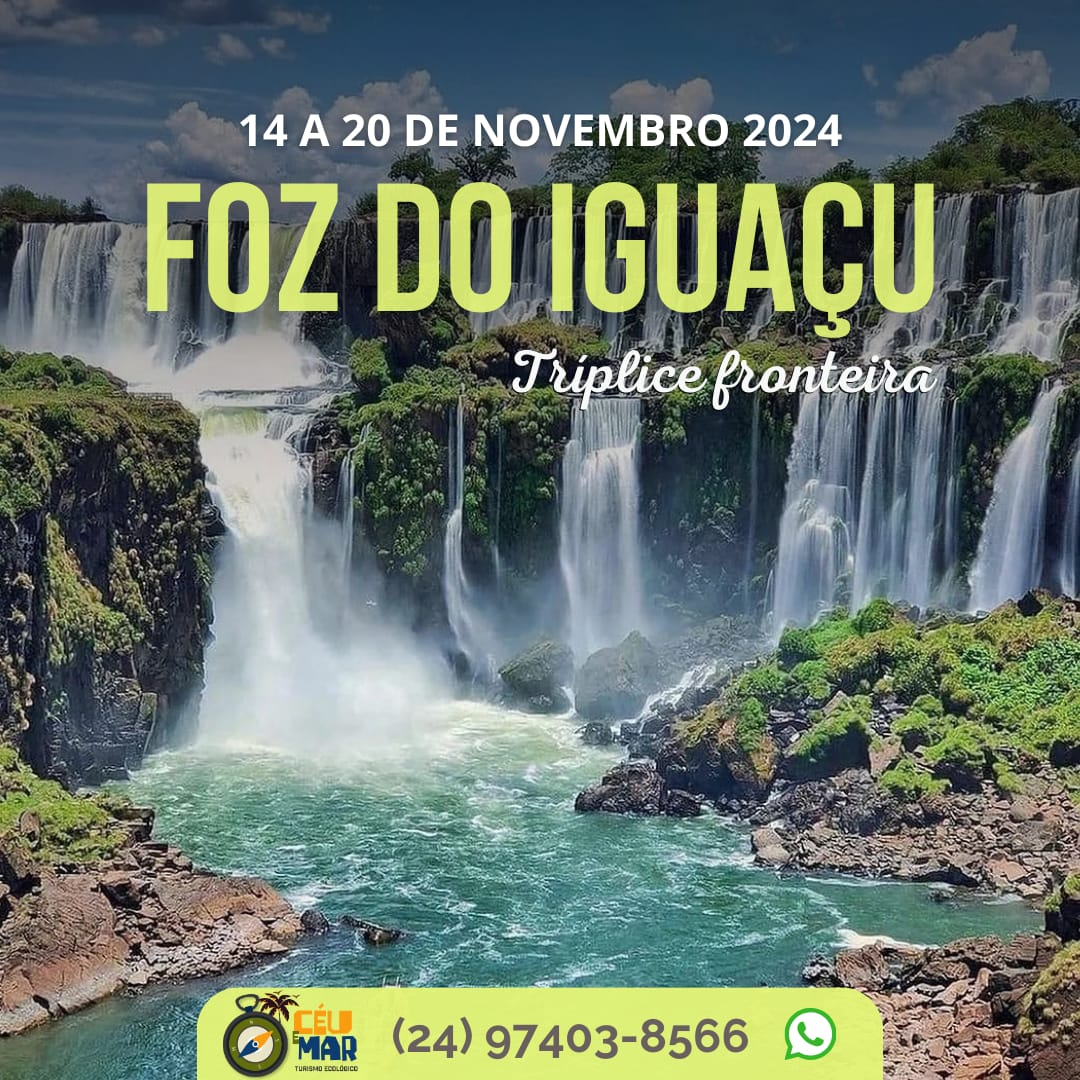 14 A 20 DE NOVEMBRO 2024
FOZ DO IGUAÇU
Tríplice fronteira
CÉU
E
MAR
TURISMO ECOLÓGICO
(24) 97403-8566